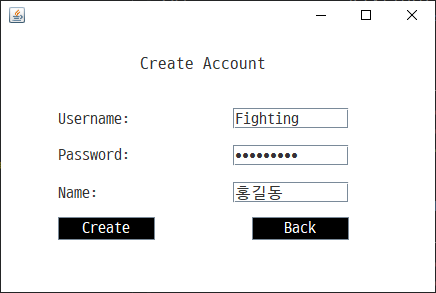 Create Account
Username: Fighting
Password: •••••••••
Name: 홍길동
Create Back